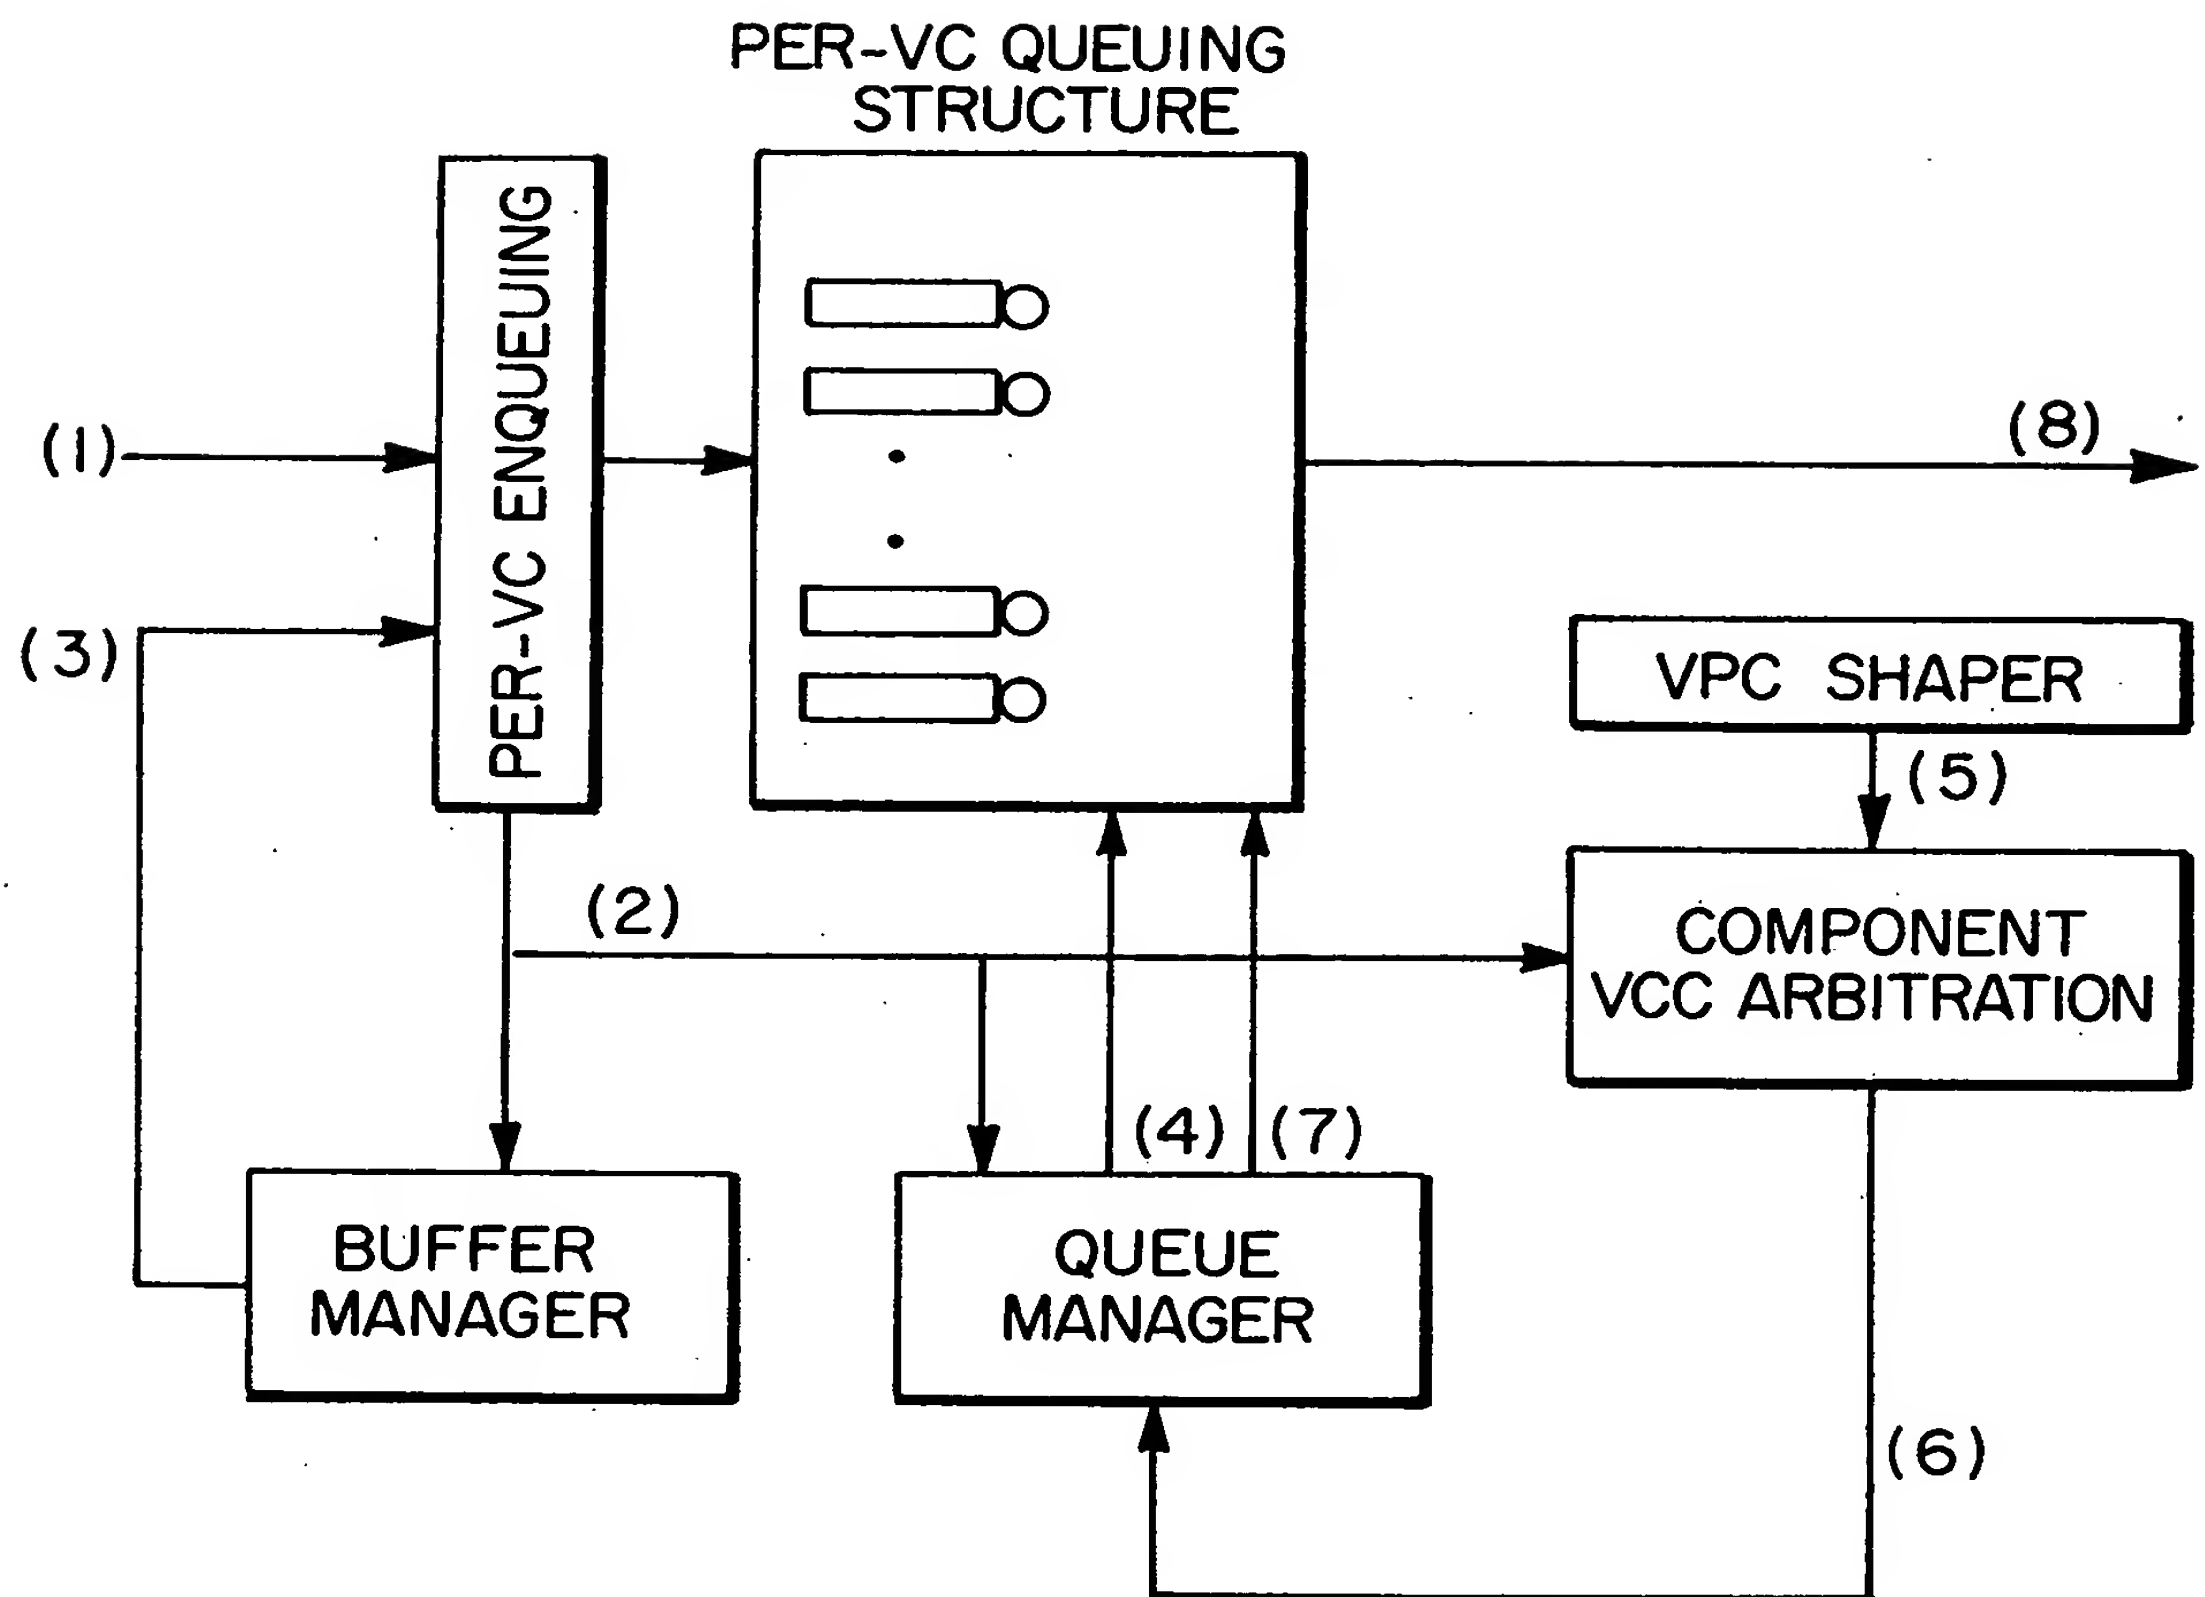 PER-VC QUEUING
STRUCTURE
PER-VC ENQUEUING
(1)
(8)
(3)
VPC SHAPER
(5)
(2)
COMPONENT
VCC ARBITRATION
(4)
(7)
BUFFER
MANAGER
QUEUE
MANAGER
(6)